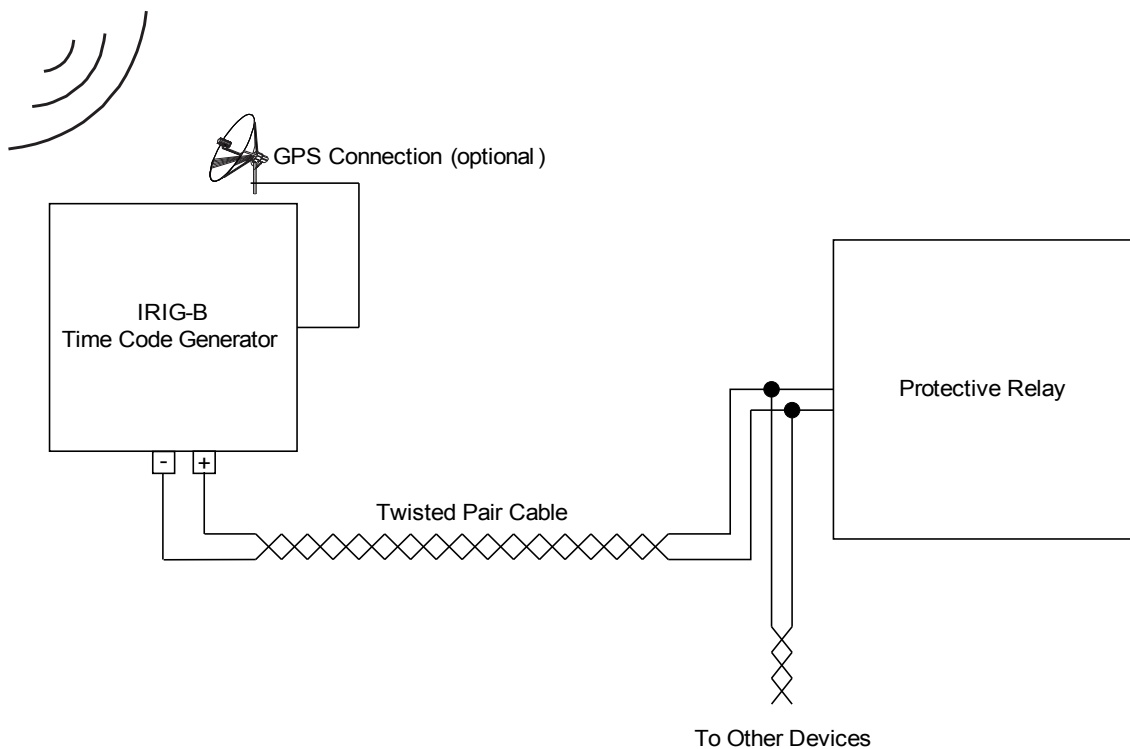 GPS Connection (optional)
IRIG-B
Time Code Generator
Protective Relay
- +
Twisted Pair Cable
To Other Devices